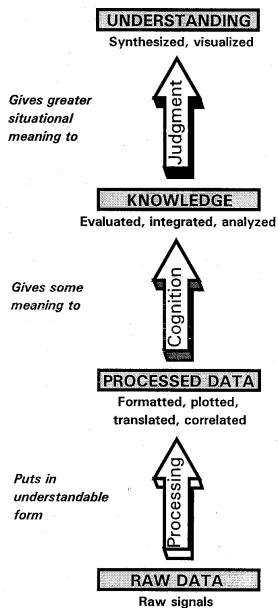 UNDERSTANDING
Synthesized, visualized
Gives greater
situational
meaning to
Judgment
KNOWLEDGE
Evaluated, integrated, analyzed
Gives some
meaning to
Cognition
PROCESSED DATA
Formatted, plotted,
translated, correlated
Puts in
understandable
form
Processing
RAW DATA
Raw signals